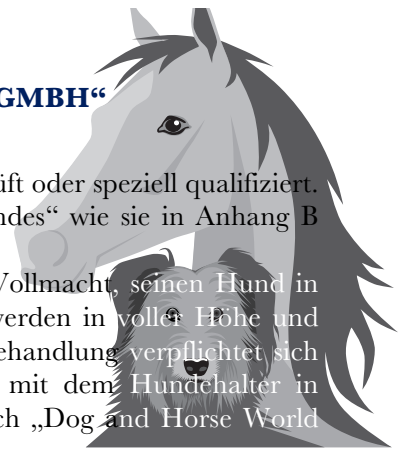 GMBH“
üft oder speziell qualifiziert.
ndes“ wie sie in Anhang B
Vollmacht, seinen Hund in
werden in voller Höhe und
ehandlung verpflichtet sich
mit dem Hundehalter in
ch „Dog and Horse World